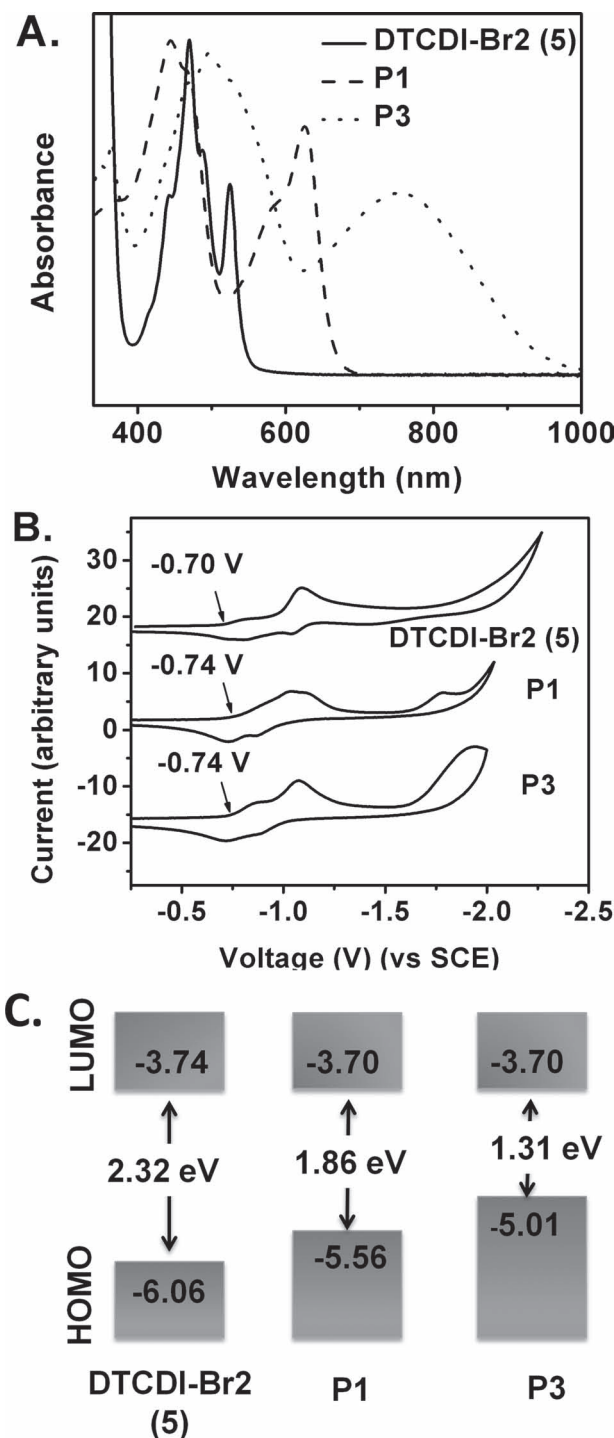 A.
DTCDI-Br2 (5)
P1
P3
Absorbance
400 600 800 1000
Wavelength (nm)
B.
30
20
10
0
-10
-20
-0.70 V
DTCDI-Br2 (5)
-0.74 V
P1
-0.74 V
P3
Current (arbitrary units)
-0.5 -1.0 -1.5 -2.0 -2.5
Voltage (V) (vs SCE)
C.
LUMO
-3.74 -3.70 -3.70
2.32 eV 1.86 eV 1.31 eV
HOMO
-6.06 -5.56 -5.01
DTCDI-Br2
(5)
P1
P3